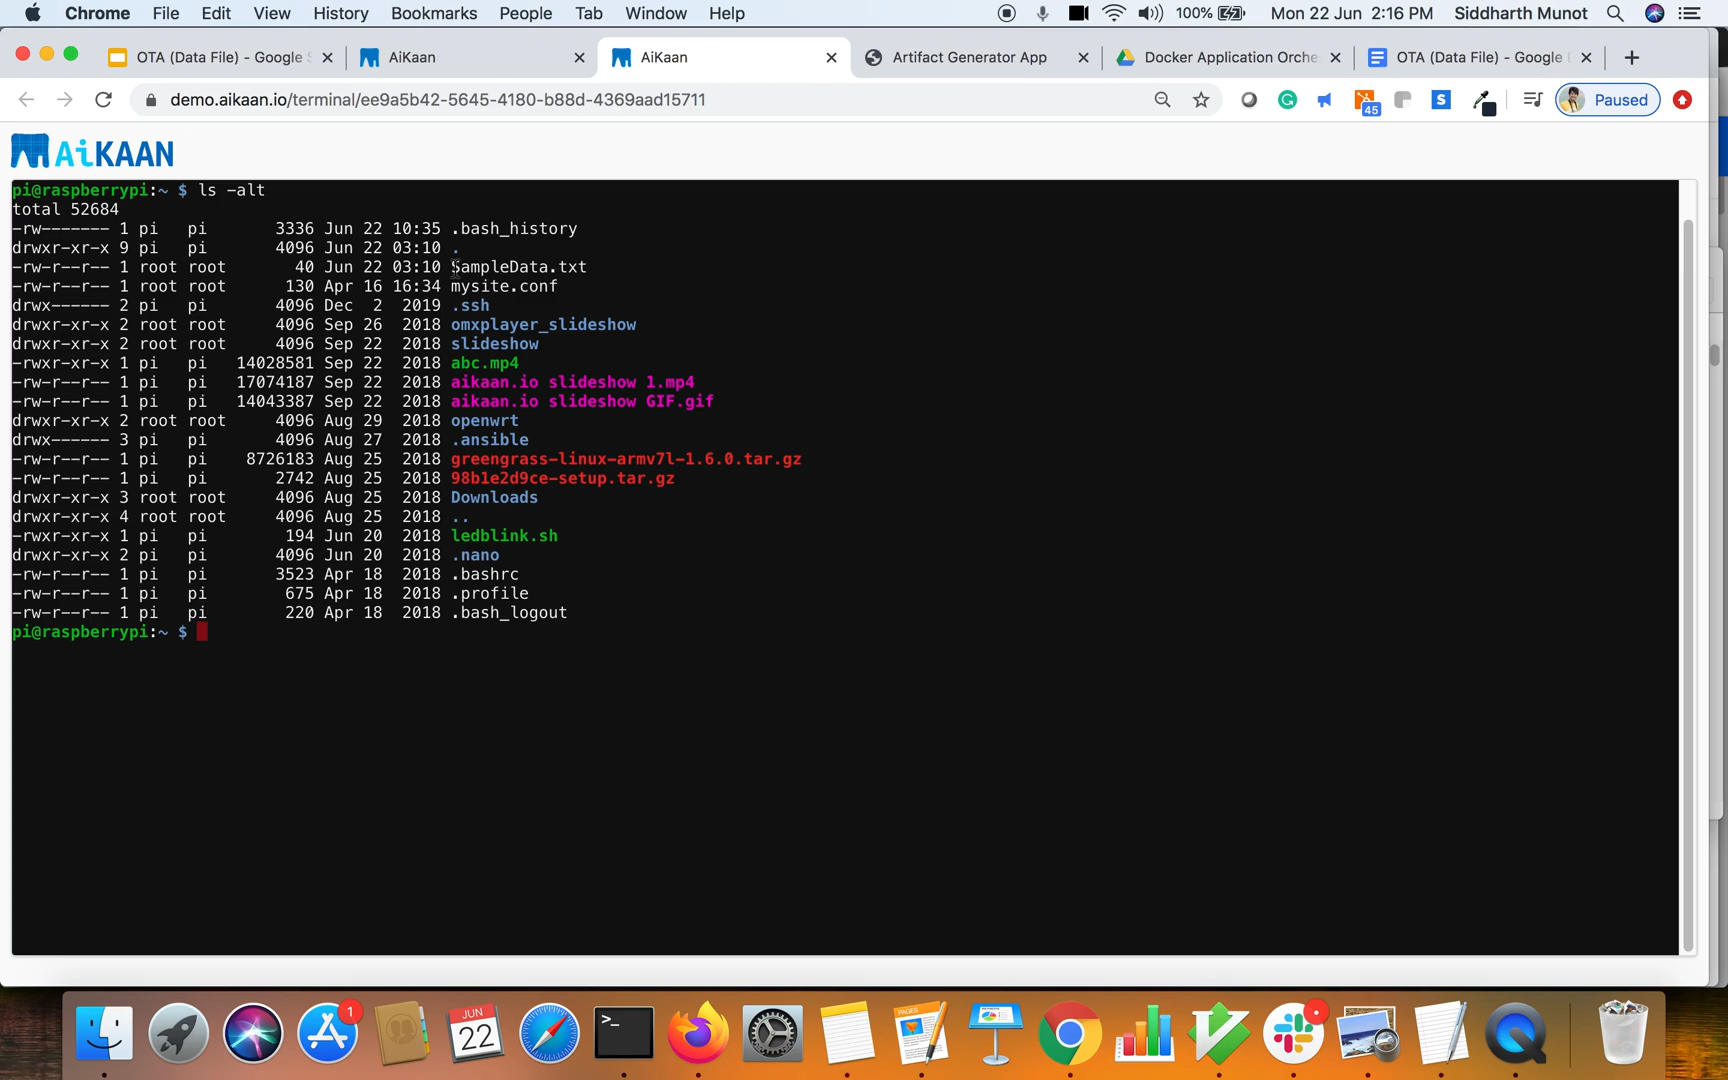 Chrome File Edit View History Bookmarks People Tab Window Help 100% Mon 22 Jun 2:16 PM Siddharth Munot
OTA (Data File) - Google S AiKaan AiKaan Artifact Generator App Docker Application Orche OTA (Data File) - Google
demo.aikaan.io/terminal/ee9a5b42-5645-4180-b88d-4369aad15711 45 S Paused
AiKAAN
pi@raspberrypi:~ $ ls -alt
total 52684
-rw------- 1 pi pi 3336 Jun 22 10:35 .bash_history
drwxr-xr-x 9 pi pi 4096 Jun 22 03:10 .
-rw-r--r-- 1 root root 40 Jun 22 03:10 sampleData.txt
-rw-r--r-- 1 root root 130 Apr 16 16:34 mysite.conf
drwx------ 2 pi pi 4096 Dec 2 2019 .ssh
drwxr-xr-x 2 root root 4096 Sep 26 2018 omxplayer_slideshow
drwxr-xr-x 2 root root 4096 Sep 22 2018 slideshow
-rwxr-xr-x 1 pi pi 14028581 Sep 22 2018 abc.mp4
-rw-r--r-- 1 pi pi 17074187 Sep 22 2018 aikaan.io slideshow 1.mp4
-rw-r--r-- 1 pi pi 14043387 Sep 22 2018 aikaan.io slideshow GIF.gif
drwxr-xr-x 2 root root 4096 Aug 29 2018 openwrt
drwx------ 3 pi pi 4096 Aug 27 2018 .ansible
-rw-r--r-- 1 pi pi 8726183 Aug 25 2018 greengrass-linux-armv7l-1.6.0.tar.gz
-rw-r--r-- 1 pi pi 2742 Aug 25 2018 98b1e2d9ce-setup.tar.gz
drwxr-xr-x 3 root root 4096 Aug 25 2018 Downloads
drwxr-xr-x 4 root root 4096 Aug 25 2018 ..
-rwxr-xr-x 1 pi pi 194 Jun 20 2018 ledblink.sh
drwxr-xr-x 2 pi pi 4096 Jun 20 2018 .nano
-rw-r--r-- 1 pi pi 3523 Apr 18 2018 .bashrc
-rw-r--r-- 1 pi pi 675 Apr 18 2018 .profile
-rw-r--r-- 1 pi pi 220 Apr 18 2018 .bash_logout
pi@raspberrypi:~ $
1
JUN
22
>_
PAGES